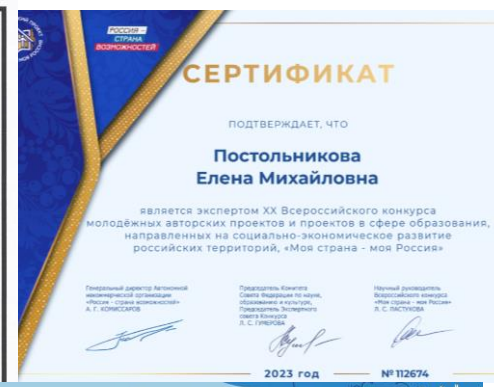 РОССИЯ –
СТРАНА
ВОЗМОЖНОСТЕЙ
СЕРТИФИКАТ
ПОДТВЕРЖДАЕТ, ЧТО
Постольникова
Елена Михайловна
является экспертом XX Всероссийского конкурса
молодёжных авторских проектов и проектов в сфере образования,
направленных на социально-экономическое развитие
российских территорий, «Моя страна - моя Россия»
Генеральный директор Автономной
некоммерческой организации
«Россия – страна возможностей»
А. Г. КОМИССАРОВ
Председатель Комитета
Совета Федерации по науке,
образованию и культуре,
Председатель Экспертного
совета Конкурса
Л. С. ГУМЕРОВА
Научный руководитель
Всероссийского конкурса
«Моя страна - моя Россия»
Л. С. ПАСТУХОВА
2023 год
№ 112674